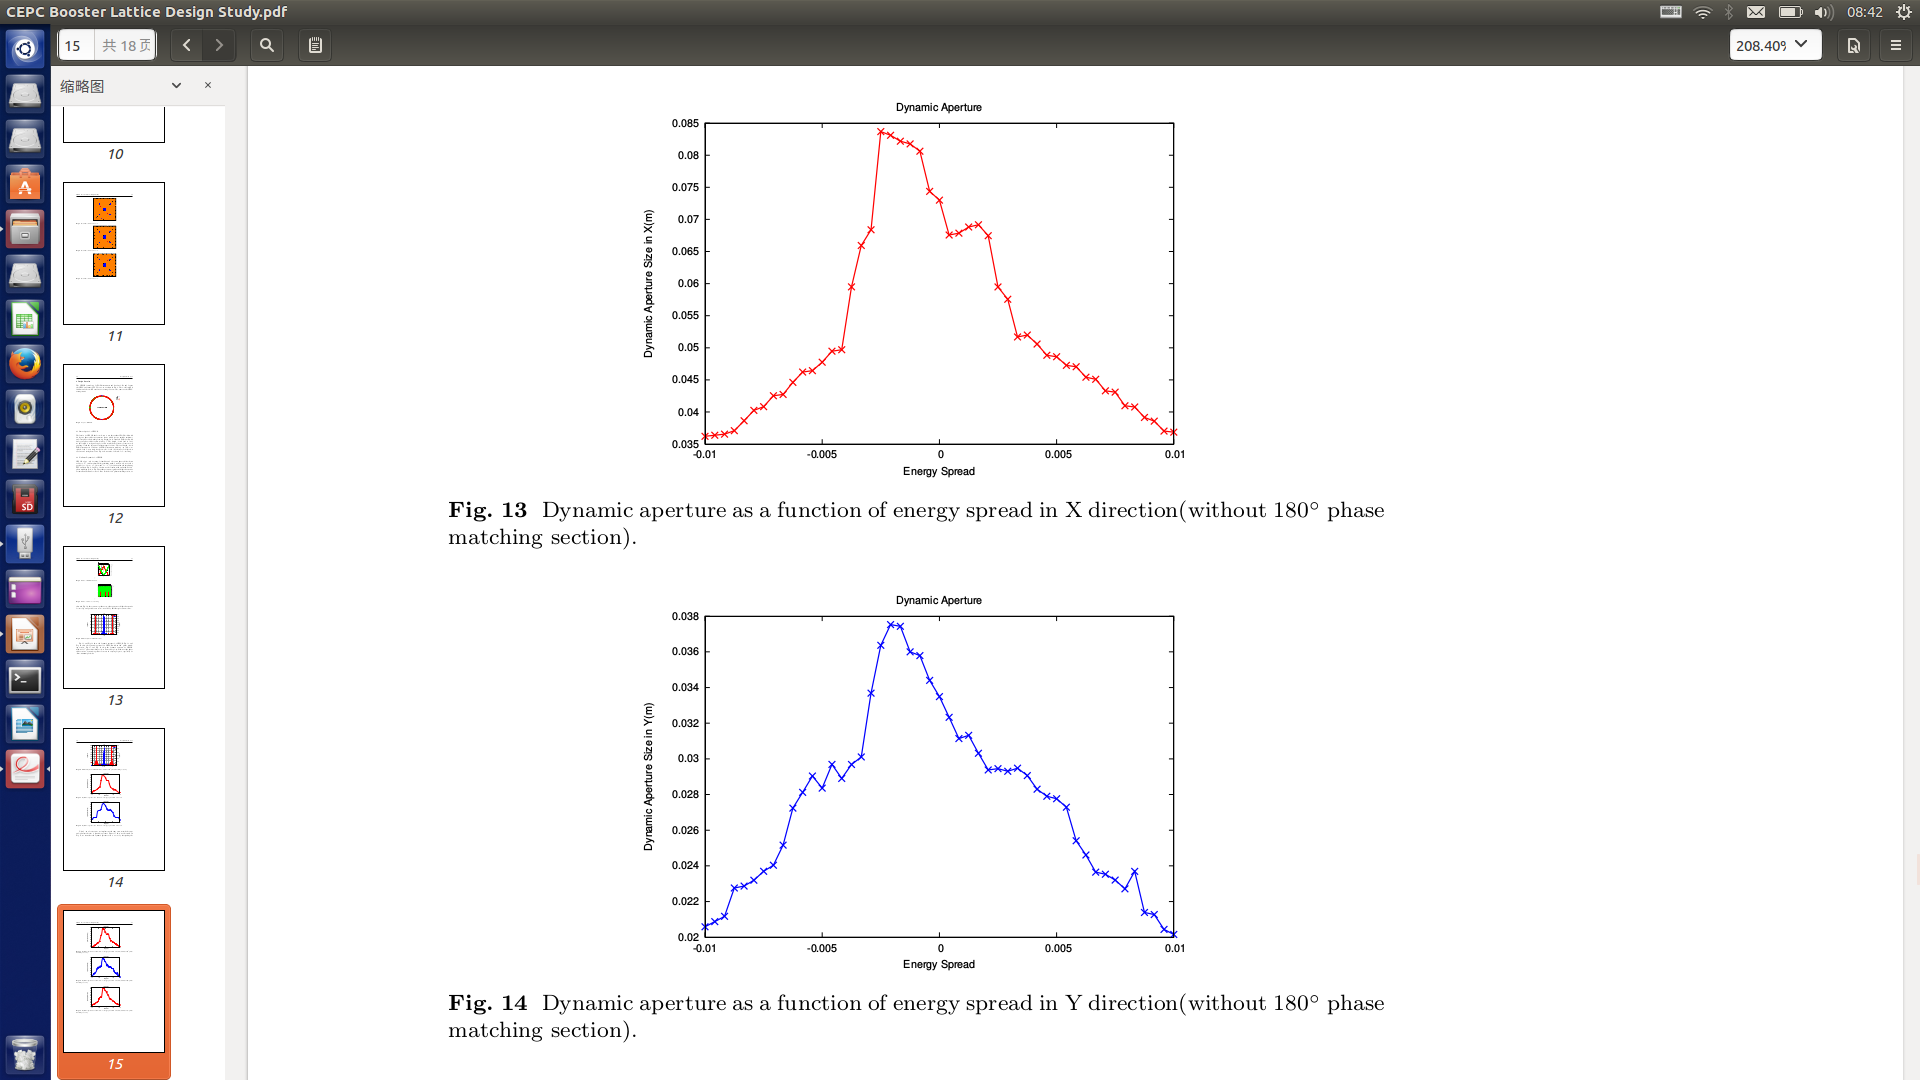 CEPC Booster Lattice Design Study.pdf
08:42
15
共 18 页
208.40%
缩略图
10
11
12
13
14
15
Dynamic Aperture
0.085
0.08
0.075
0.07
0.065
0.06
0.055
0.05
0.045
0.04
0.035
Dynamic Aperture Size in X(m)
-0.01 -0.005 0 0.005 0.01
Energy Spread
Fig. 13 Dynamic aperture as a function of energy spread in X direction(without 180° phase
matching section).
Dynamic Aperture
0.038
0.036
0.034
0.032
0.03
0.028
0.026
0.024
0.022
0.02
Dynamic Aperture Size in Y(m)
-0.01 -0.005 0 0.005 0.01
Energy Spread
Fig. 14 Dynamic aperture as a function of energy spread in Y direction(without 180° phase
matching section).